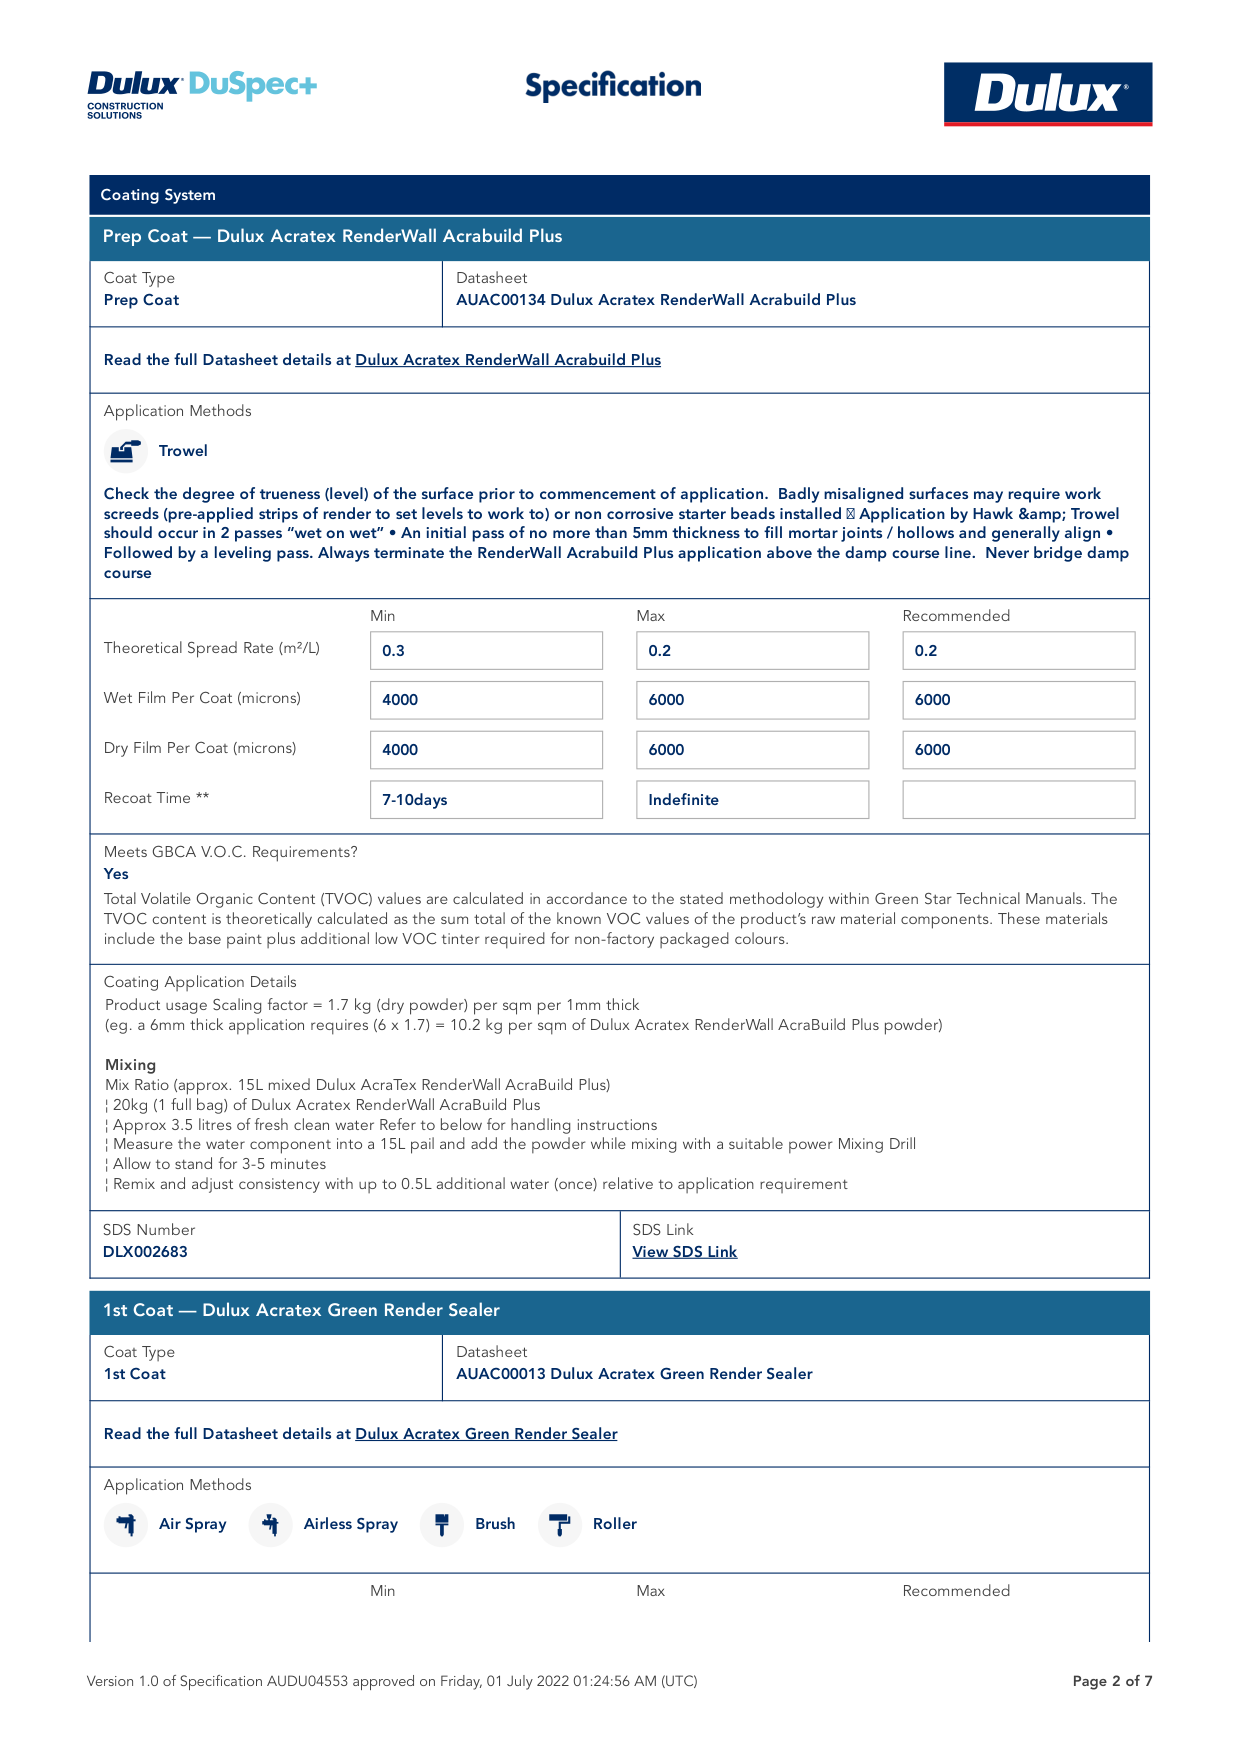 Dulux DuSpec+
CONSTRUCTION
SOLUTIONS
Specification
Dulux®
Coating System
Prep Coat — Dulux Acratex RenderWall Acrabuild Plus
Coat Type
Prep Coat
Datasheet
AUAC00134 Dulux Acratex RenderWall Acrabuild Plus
Read the full Datasheet details at Dulux Acratex RenderWall Acrabuild Plus
Application Methods
Trowel
Check the degree of trueness (level) of the surface prior to commencement of application.  Badly misaligned surfaces may require work
screeds (pre-applied strips of render to set levels to work to) or non corrosive starter beads installed  Application by Hawk &amp; Trowel
should occur in 2 passes “wet on wet” • An initial pass of no more than 5mm thickness to fill mortar joints / hollows and generally align •
Followed by a leveling pass. Always terminate the RenderWall Acrabuild Plus application above the damp course line.  Never bridge damp
course
Min Max Recommended
Theoretical Spread Rate (m²/L) 0.3 0.2 0.2
Wet Film Per Coat (microns) 4000 6000 6000
Dry Film Per Coat (microns) 4000 6000 6000
Recoat Time ** 7-10days Indefinite
Meets GBCA V.O.C. Requirements?
Yes
Total Volatile Organic Content (TVOC) values are calculated in accordance to the stated methodology within Green Star Technical Manuals. The
TVOC content is theoretically calculated as the sum total of the known VOC values of the product’s raw material components. These materials
include the base paint plus additional low VOC tinter required for non-factory packaged colours.
Coating Application Details
Product usage Scaling factor = 1.7 kg (dry powder) per sqm per 1mm thick
(eg. a 6mm thick application requires (6 x 1.7) = 10.2 kg per sqm of Dulux Acratex RenderWall AcraBuild Plus powder)
Mixing
Mix Ratio (approx. 15L mixed Dulux AcraTex RenderWall AcraBuild Plus)
¦ 20kg (1 full bag) of Dulux Acratex RenderWall AcraBuild Plus
¦ Approx 3.5 litres of fresh clean water Refer to below for handling instructions
¦ Measure the water component into a 15L pail and add the powder while mixing with a suitable power Mixing Drill
¦ Allow to stand for 3-5 minutes
¦ Remix and adjust consistency with up to 0.5L additional water (once) relative to application requirement
SDS Number
DLX002683
SDS Link
View SDS Link
1st Coat — Dulux Acratex Green Render Sealer
Coat Type
1st Coat
Datasheet
AUAC00013 Dulux Acratex Green Render Sealer
Read the full Datasheet details at Dulux Acratex Green Render Sealer
Application Methods
Air Spray Airless Spray Brush Roller
Min Max Recommended
Version 1.0 of Specification AUDU04553 approved on Friday, 01 July 2022 01:24:56 AM (UTC)
Page 2 of 7